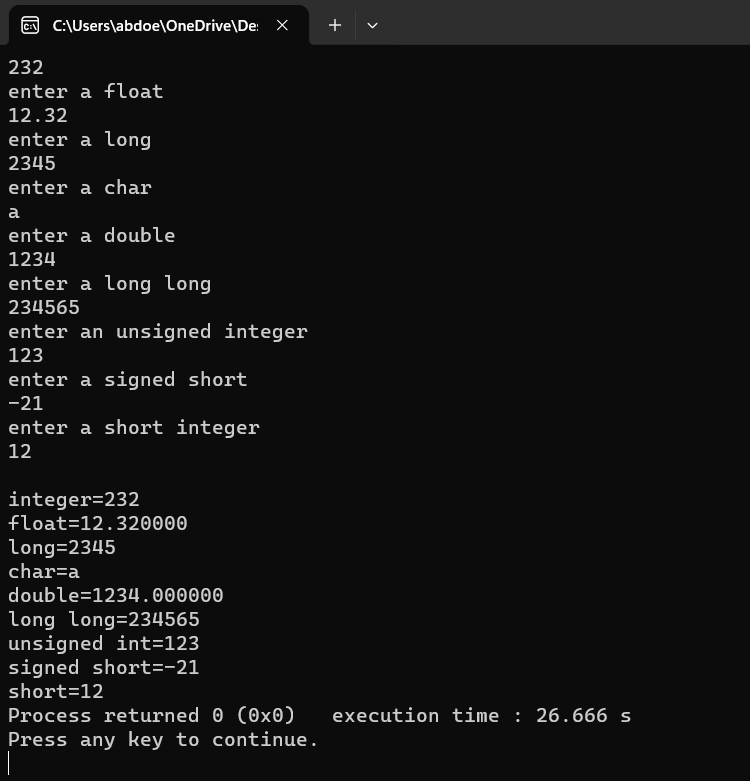 C:\Users\abdoe\OneDrive\De
232
enter a float
12.32
enter a long
2345
enter a char
a
enter a double
1234
enter a long long
234565
enter an unsigned integer
123
enter a signed short
-21
enter a short integer
12
integer=232
float=12.320000
long=2345
char=a
double=1234.000000
long long=234565
unsigned int=123
signed short=-21
short=12
Process returned 0 (0x0)   execution time : 26.666 s
Press any key to continue.